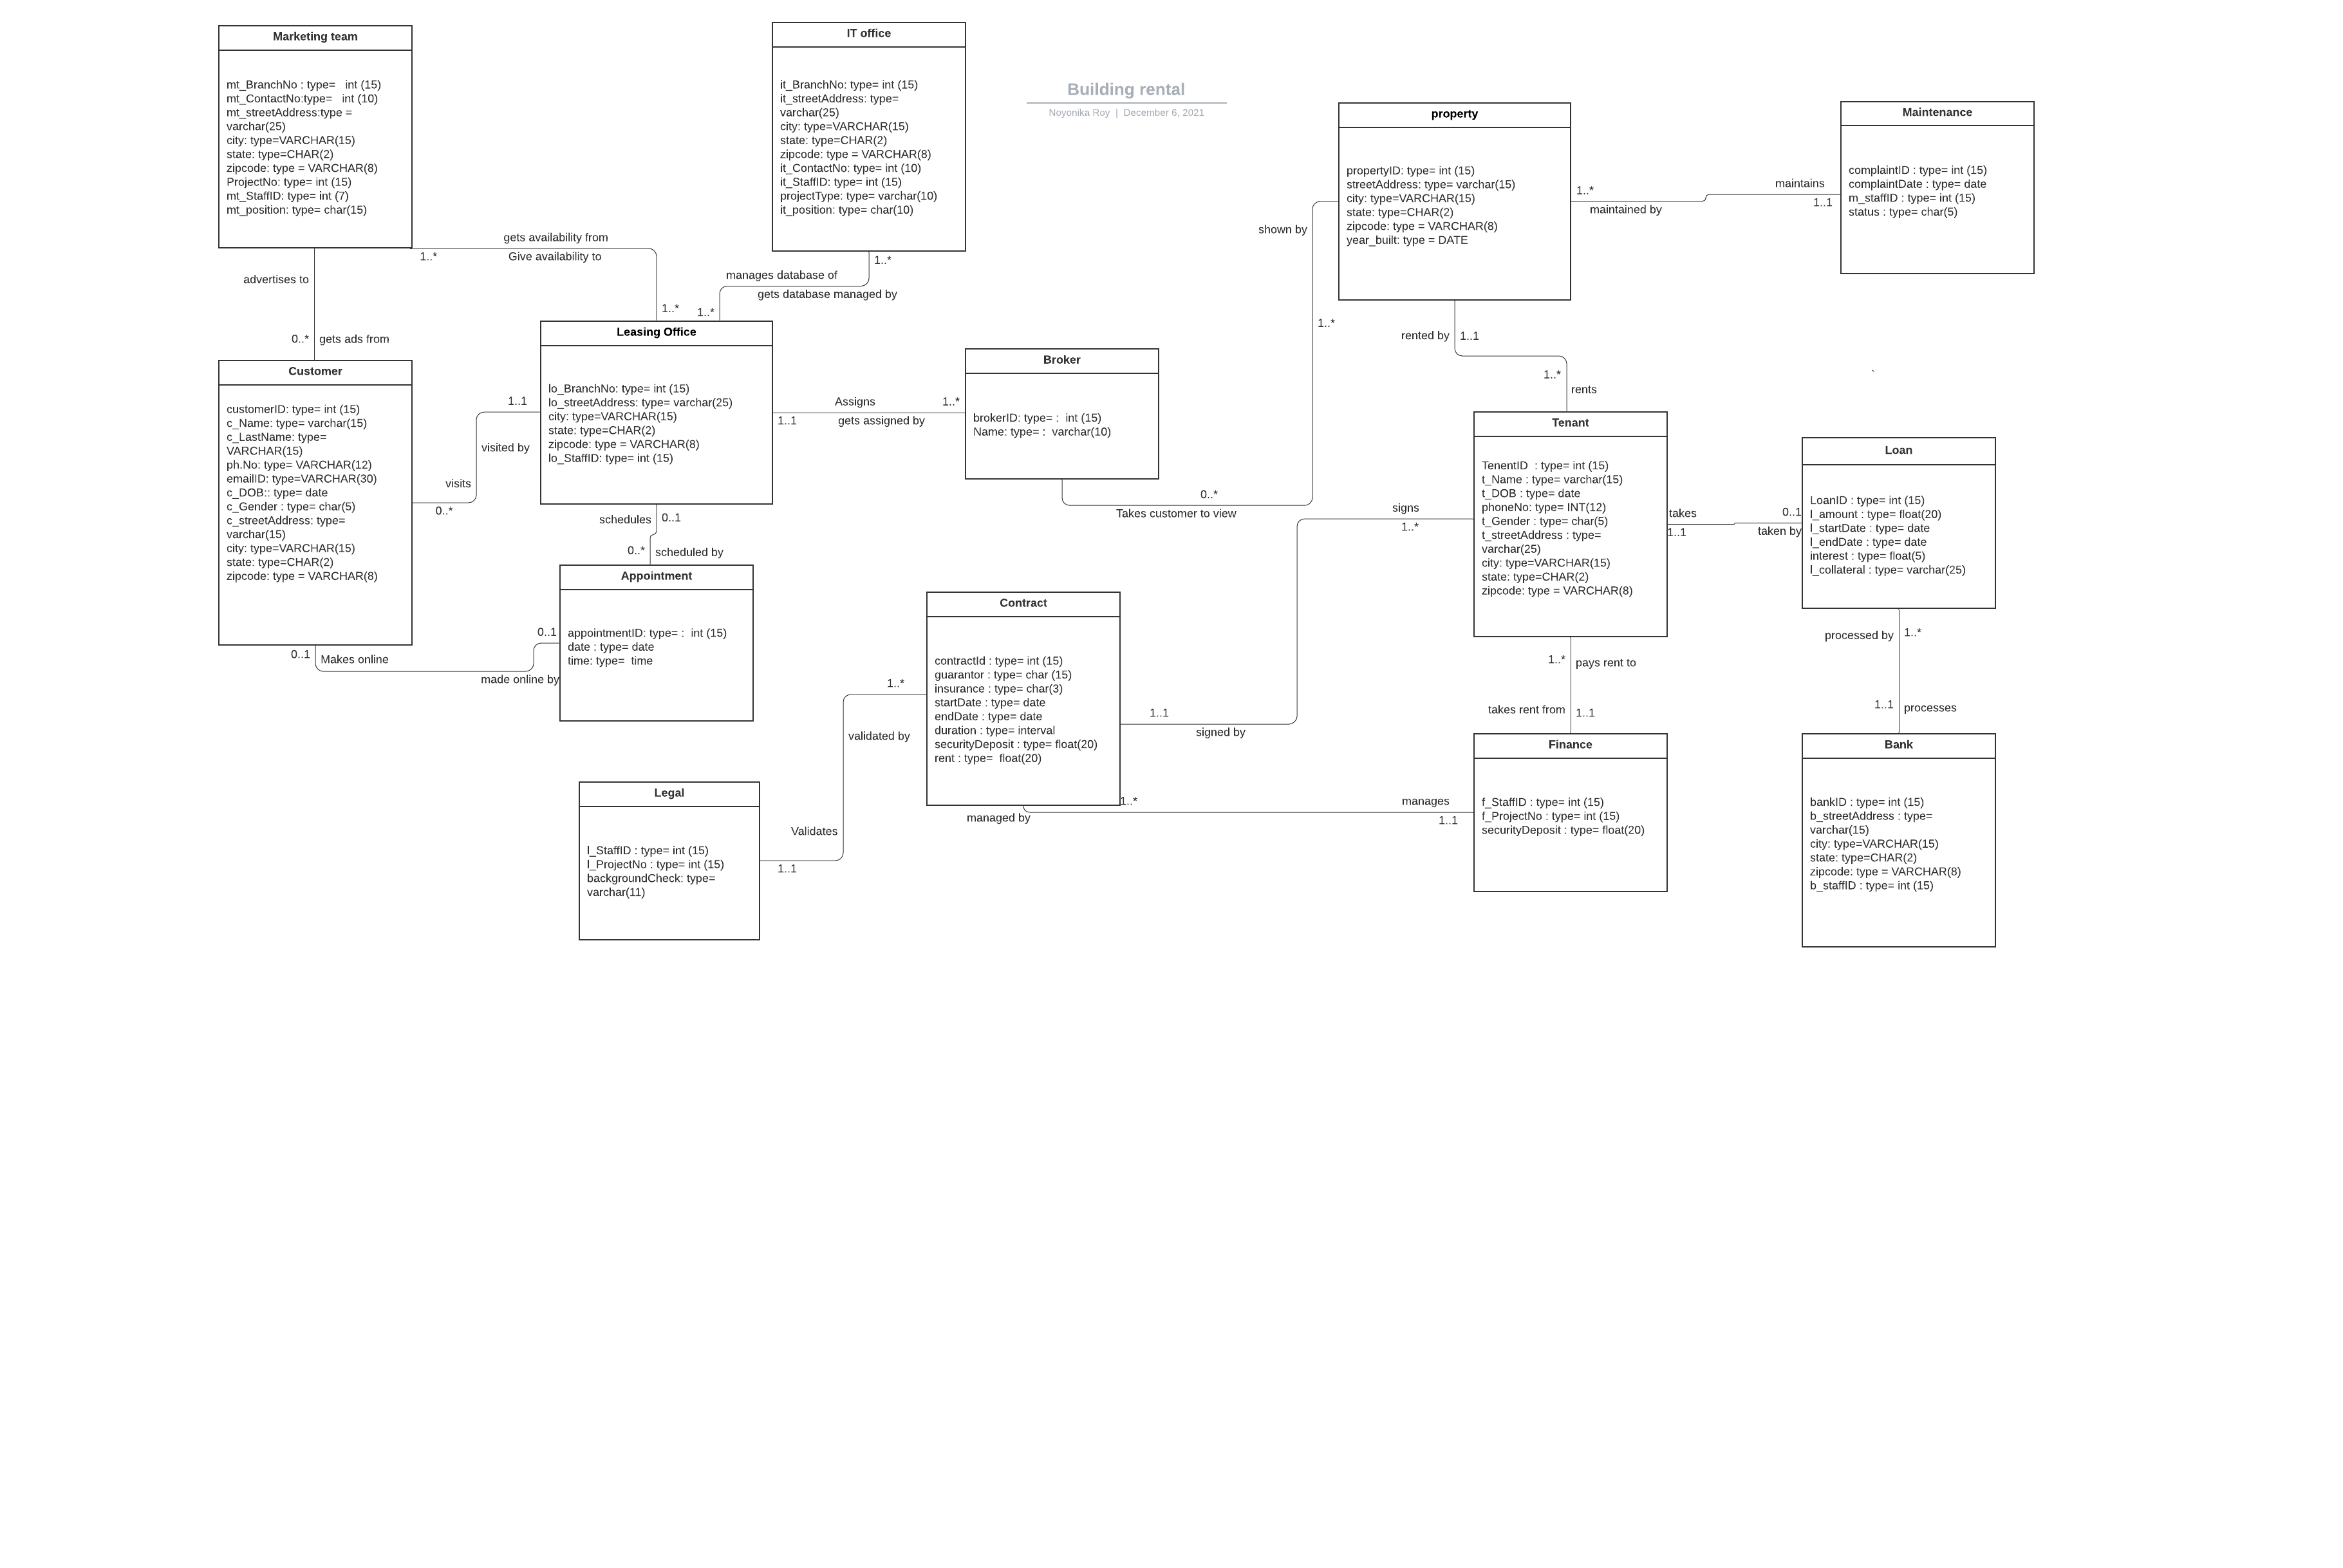 Marketing team
mt_BranchNo : type=   int (15)
mt_ContactNo:type=   int (10)
mt_streetAddress:type =
varchar(25)
city: type=VARCHAR(15)
state: type=CHAR(2)
zipcode: type = VARCHAR(8)
ProjectNo: type= int (15)
mt_StaffID: type= int (7)
mt_position: type= char(15)
IT office
it_BranchNo: type= int (15)
it_streetAddress: type=
varchar(25)
city: type=VARCHAR(15)
state: type=CHAR(2)
zipcode: type = VARCHAR(8)
it_ContactNo: type= int (10)
it_StaffID: type= int (15)
projectType: type= varchar(10)
it_position: type= char(10)
Building rental
Noyonika Roy | December 6, 2021
property
propertyID: type= int (15)
streetAddress: type= varchar(15)
city: type=VARCHAR(15)
state: type=CHAR(2)
zipcode: type = VARCHAR(8)
year_built: type = DATE
Maintenance
complaintID : type= int (15)
complaintDate : type= date
m_staffID : type= int (15)
status : type= char(5)
1..*
maintained by
maintains
1..1
shown by
1..*
gets availability from
1..*
Give availability to
1..*
advertises to
0..*
gets ads from
1..*
manages database of
gets database managed by
1..*
rented by
1..1
1..*
rents
Leasing Office
lo_BranchNo: type= int (15)
lo_streetAddress: type= varchar(25)
city: type=VARCHAR(15)
state: type=CHAR(2)
zipcode: type = VARCHAR(8)
lo_StaffID: type= int (15)
Broker
brokerID: type= :  int (15)
Name: type= :  varchar(10)
Assigns
1..*
1..1
gets assigned by
0..*
Takes customer to view
`
Customer
customerID: type= int (15)
c_Name: type= varchar(15)
c_LastName: type=
VARCHAR(15)
ph.No: type= VARCHAR(12)
emailID: type=VARCHAR(30)
c_DOB:: type= date
c_Gender : type= char(5)
c_streetAddress: type=
varchar(15)
city: type=VARCHAR(15)
state: type=CHAR(2)
zipcode: type = VARCHAR(8)
1..1
visited by
visits
0..*
schedules
0..1
0..*
scheduled by
Appointment
appointmentID: type= :  int (15)
date : type= date
time: type=  time
0..1
0..1
Makes online
made online by
Tenant
TenentID  : type= int (15)
t_Name : type= varchar(15)
t_DOB : type= date
phoneNo: type= INT(12)
t_Gender : type= char(5)
t_streetAddress : type=
varchar(25)
city: type=VARCHAR(15)
state: type=CHAR(2)
zipcode: type = VARCHAR(8)
signs
1..*
takes
1..1
0..1
taken by
Loan
LoanID : type= int (15)
l_amount : type= float(20)
l_startDate : type= date
l_endDate : type= date
interest : type= float(5)
l_collateral : type= varchar(25)
Contract
contractId : type= int (15)
guarantor : type= char (15)
insurance : type= char(3)
startDate : type= date
endDate : type= date
duration : type= interval
securityDeposit : type= float(20)
rent : type=  float(20)
1..*
validated by
1..1
signed by
1..*
pays rent to
takes rent from
1..1
processed by
1..*
1..1
processes
Legal
l_StaffID : type= int (15)
l_ProjectNo : type= int (15)
backgroundCheck: type=
varchar(11)
Validates
1..1
1..*
managed by
manages
1..1
Finance
f_StaffID : type= int (15)
f_ProjectNo : type= int (15)
securityDeposit : type= float(20)
Bank
bankID : type= int (15)
b_streetAddress : type=
varchar(15)
city: type=VARCHAR(15)
state: type=CHAR(2)
zipcode: type = VARCHAR(8)
b_staffID : type= int (15)